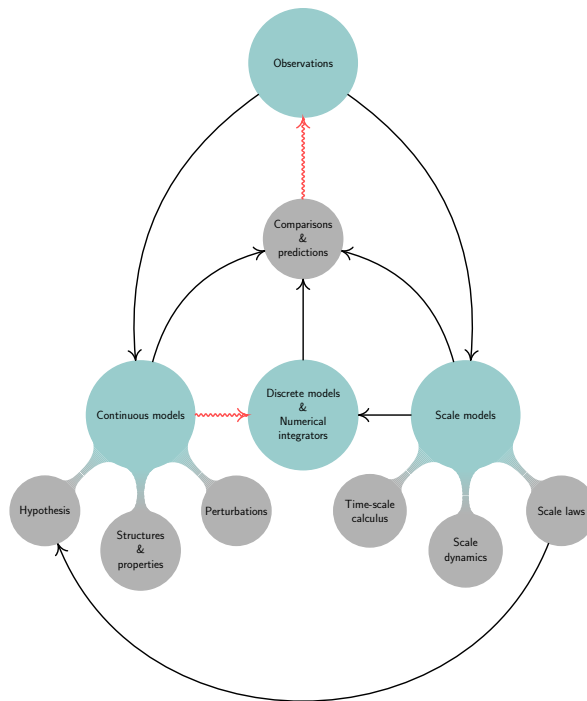 Observations
Comparisons
&
predictions
Continuous models
Discrete models
&
Numerical
integrators
Scale models
Hypothesis
Structures
&
properties
Perturbations
Time-scale
calculus
Scale
dynamics
Scale laws